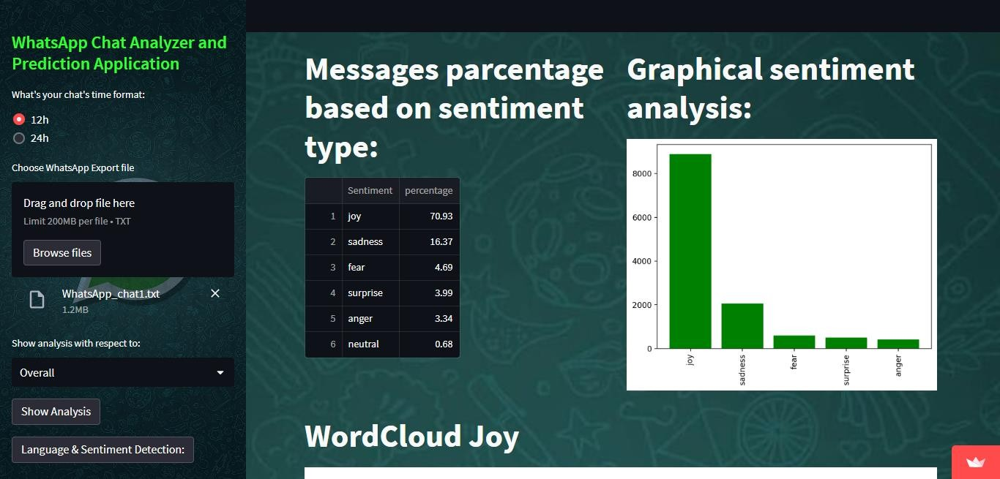 WhatsApp Chat Analyzer and
Prediction Application
What's your chat's time format:
12h
24h
Choose WhatsApp Export file
Drag and drop file here
Limit 200MB per file • TXT
Browse files
WhatsApp_chat1.txt
1.2MB
Show analysis with respect to:
Overall
Show Analysis
Language & Sentiment Detection:
Messages parcentage
based on sentiment
type:
Sentiment percentage
1 joy 70.93
2 sadness 16.37
3 fear 4.69
4 surprise 3.99
5 anger 3.34
6 neutral 0.68
Graphical sentiment
analysis:
8000
6000
4000
2000
0
joy
sadness
fear
surprise
anger
WordCloud Joy